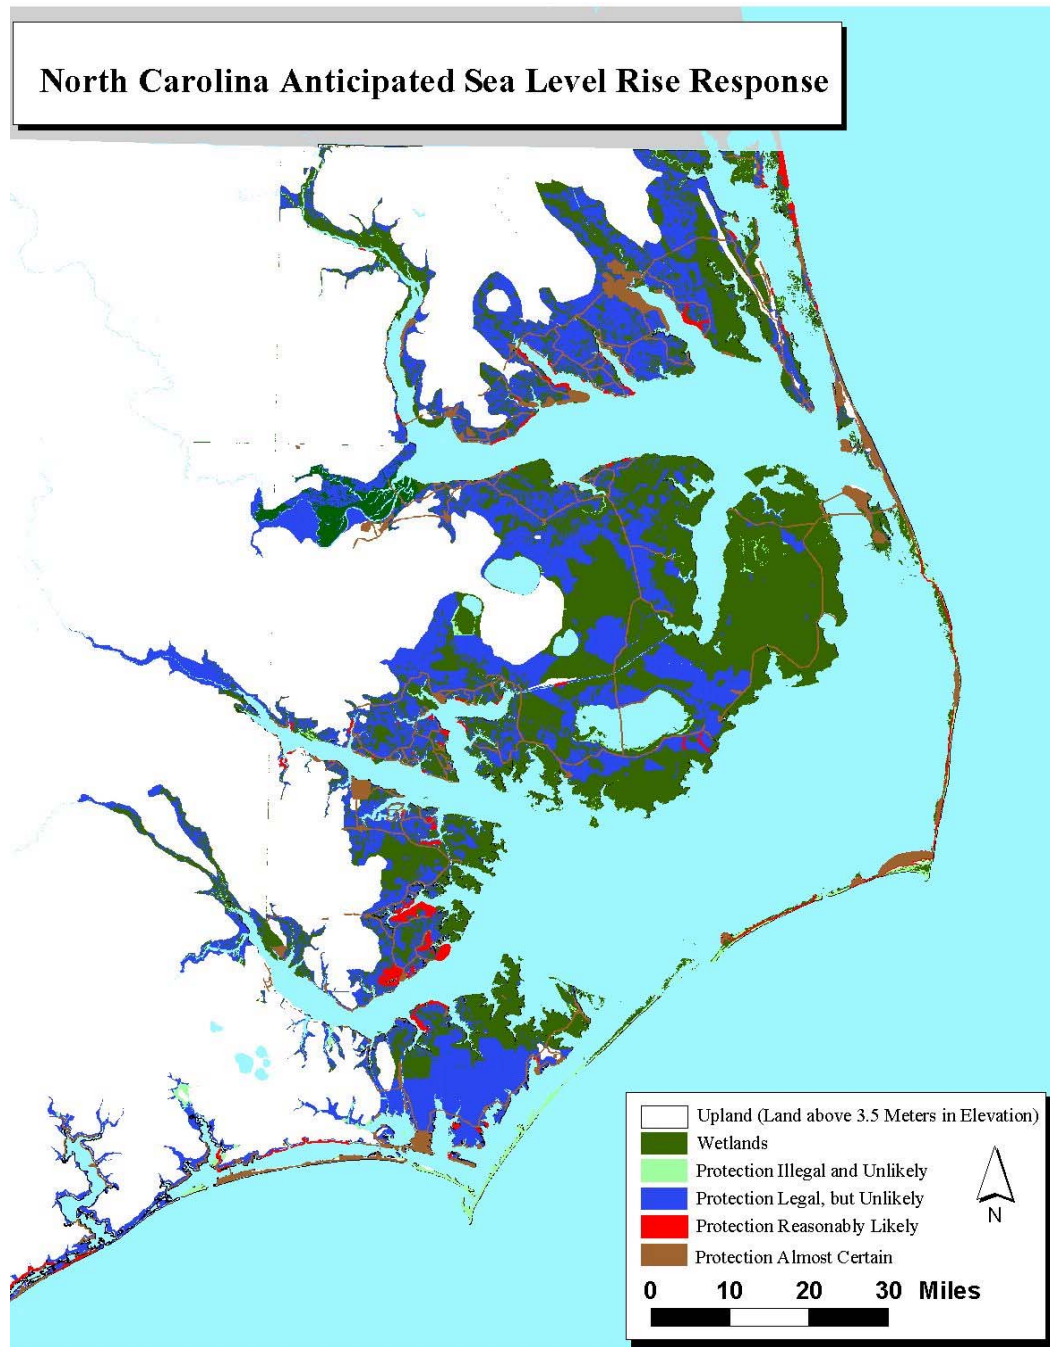 North Carolina Anticipated Sea Level Rise Response
Upland (Land above 3.5 Meters in Elevation)
Wetlands
Protection Illegal and Unlikely
Protection Legal, but Unlikely
Protection Reasonably Likely
Protection Almost Certain
N
0 10 20 30 Miles